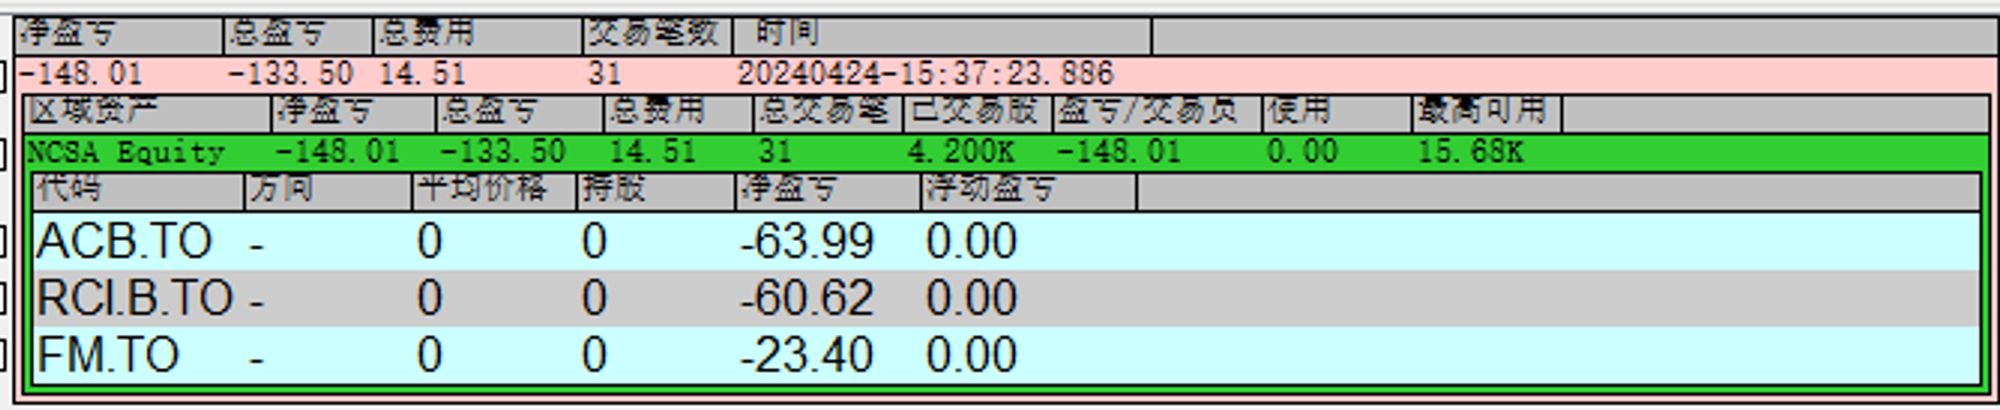 净盈亏 总盈亏 总费用 交易笔数 时间
-148.01 -133.50 14.51 31 20240424-15:37:23.886
区域资产 净盈亏 总盈亏 总费用 总交易笔 已交易股 盈亏/交易员 使用 最高可用
NCSA Equity -148.01 -133.50 14.51 31 4.200K -148.01 0.00 15.68K
代码 方向 平均价格 持股 净盈亏 浮动盈亏
ACB.TO - 0 0 -63.99 0.00
RCI.B.TO - 0 0 -60.62 0.00
FM.TO - 0 0 -23.40 0.00